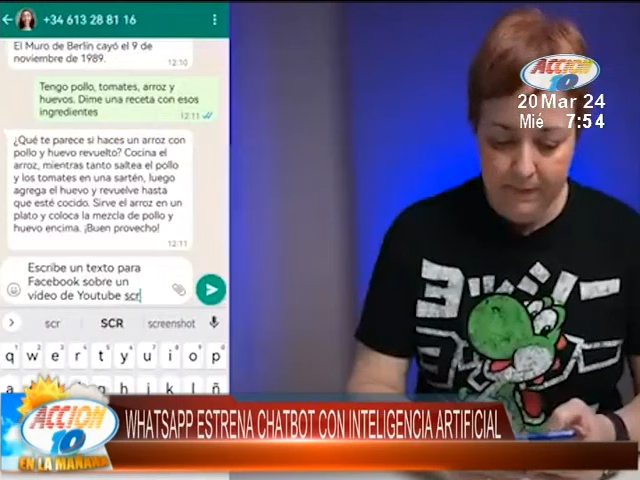 +34 613 28 81 16
El Muro de Berlín cayó el 9 de
noviembre de 1989.
12:10
Tengo pollo, tomates, arroz y
huevos. Dime una receta con esos
ingredientes
12:11
¿Qué te parece si haces un arroz con
pollo y huevo revuelto? Cocina el
arroz, mientras tanto saltea el pollo
y los tomates en una sartén, luego
agrega el huevo y revuelve hasta
que esté cocido. Sirve el arroz en un
plato y coloca la mezcla de pollo y
huevo encima. ¡Buen provecho!
12:11
Escribe un texto para
Facebook sobre un
vídeo de Youtube scr
scr SCR screenshot
q w e r t y u i o p
a h j k l ñ
ACCION
10
20 Mar 24
Mié 7:54
ヨッシー
ACCION
10
EN LA MAÑANA
WHATSAPP ESTRENA CHATBOT CON INTELIGENCIA ARTIFICIAL